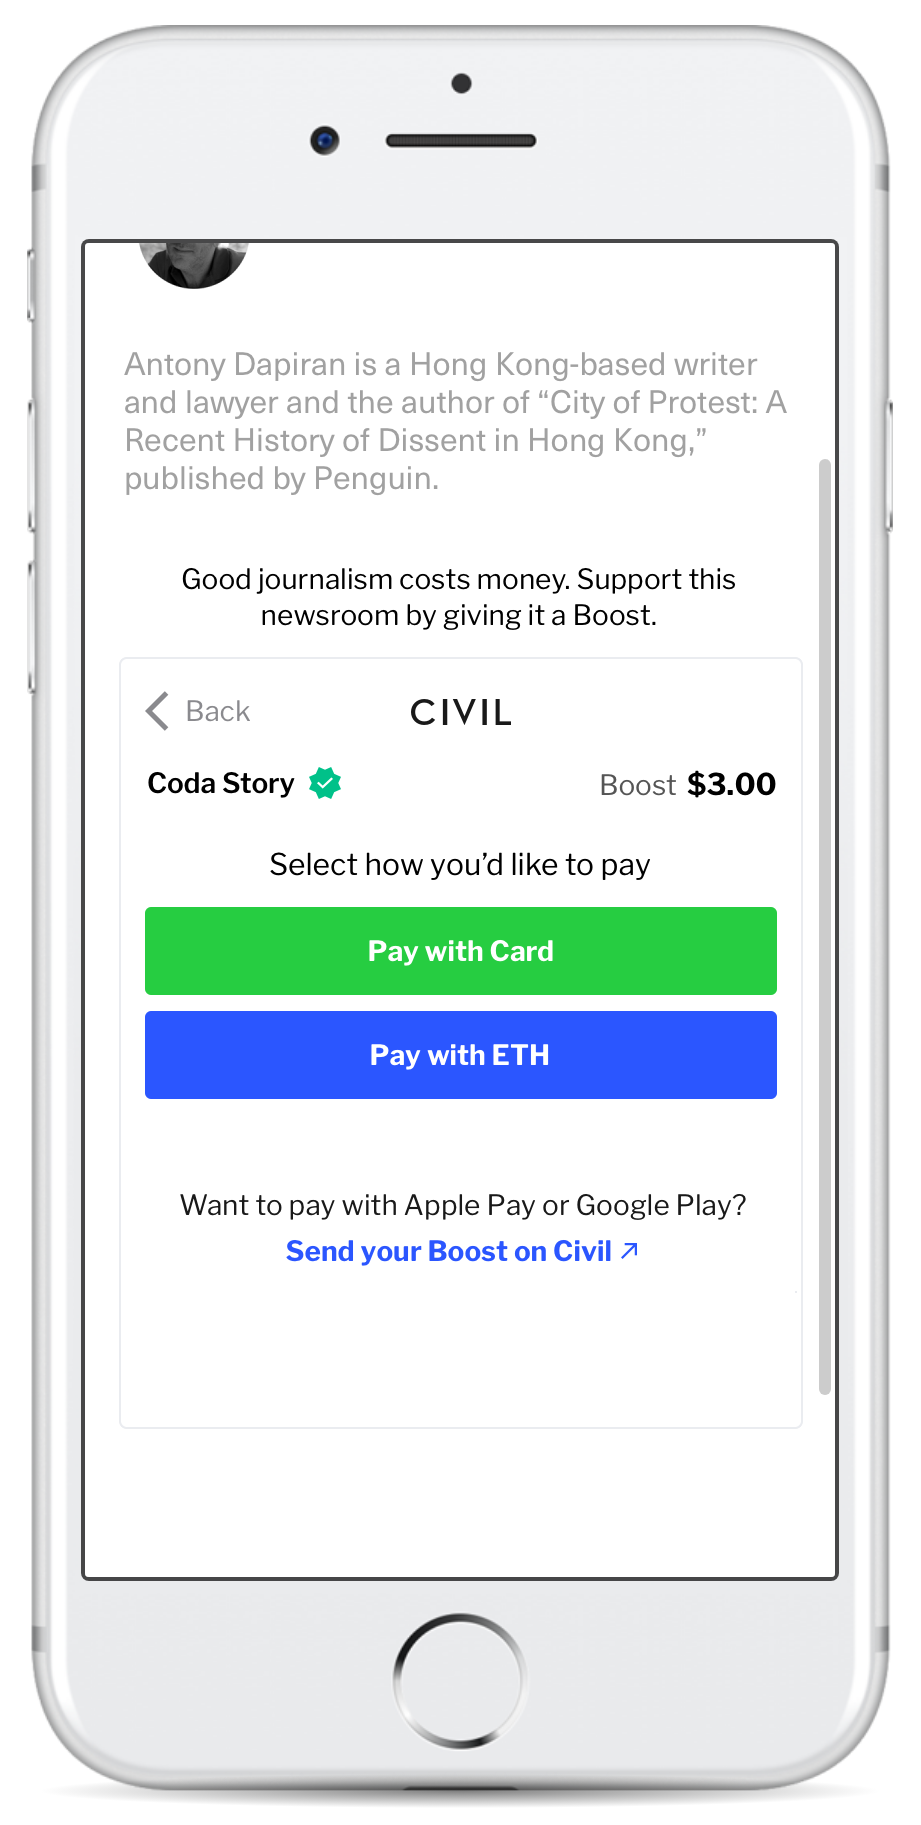 Antony Dapiran is a Hong Kong-based writer
and lawyer and the author of “City of Protest: A
Recent History of Dissent in Hong Kong,”
published by Penguin.
Good journalism costs money. Support this
newsroom by giving it a Boost.
Back
CIVIL
Coda Story
Boost $3.00
Select how you’d like to pay
Pay with Card
Pay with ETH
Want to pay with Apple Pay or Google Play?
Send your Boost on Civil ↗